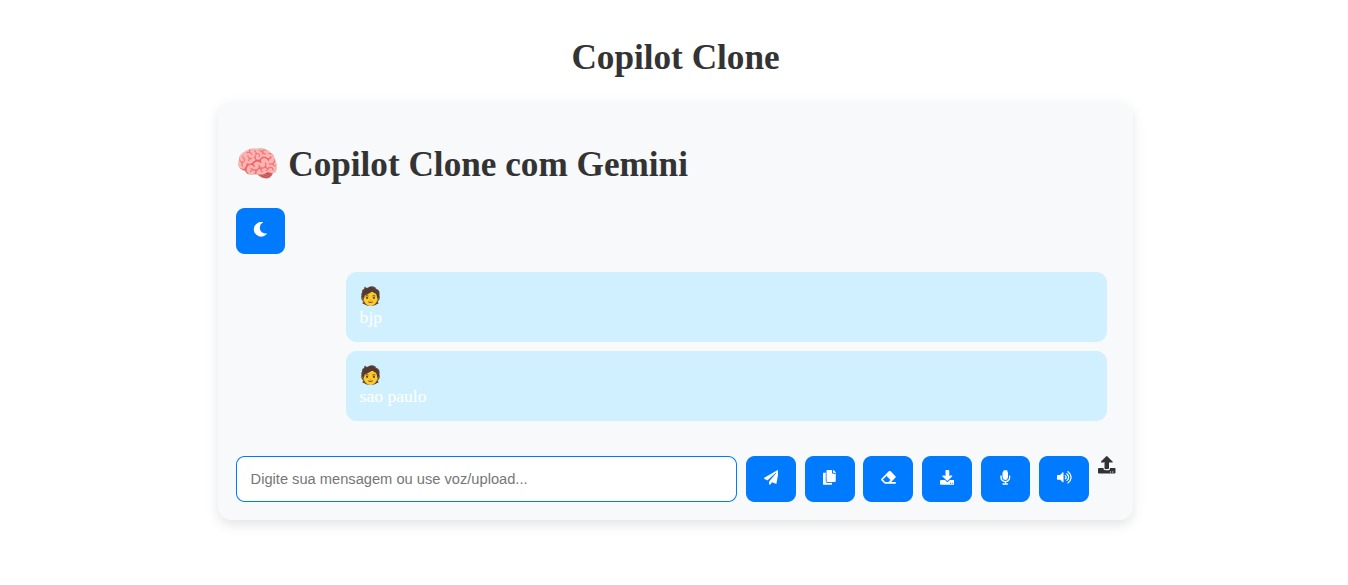 Copilot Clone
🧠 Copilot Clone com Gemini
bjp
sao paulo
Digite sua mensagem ou use voz/upload...